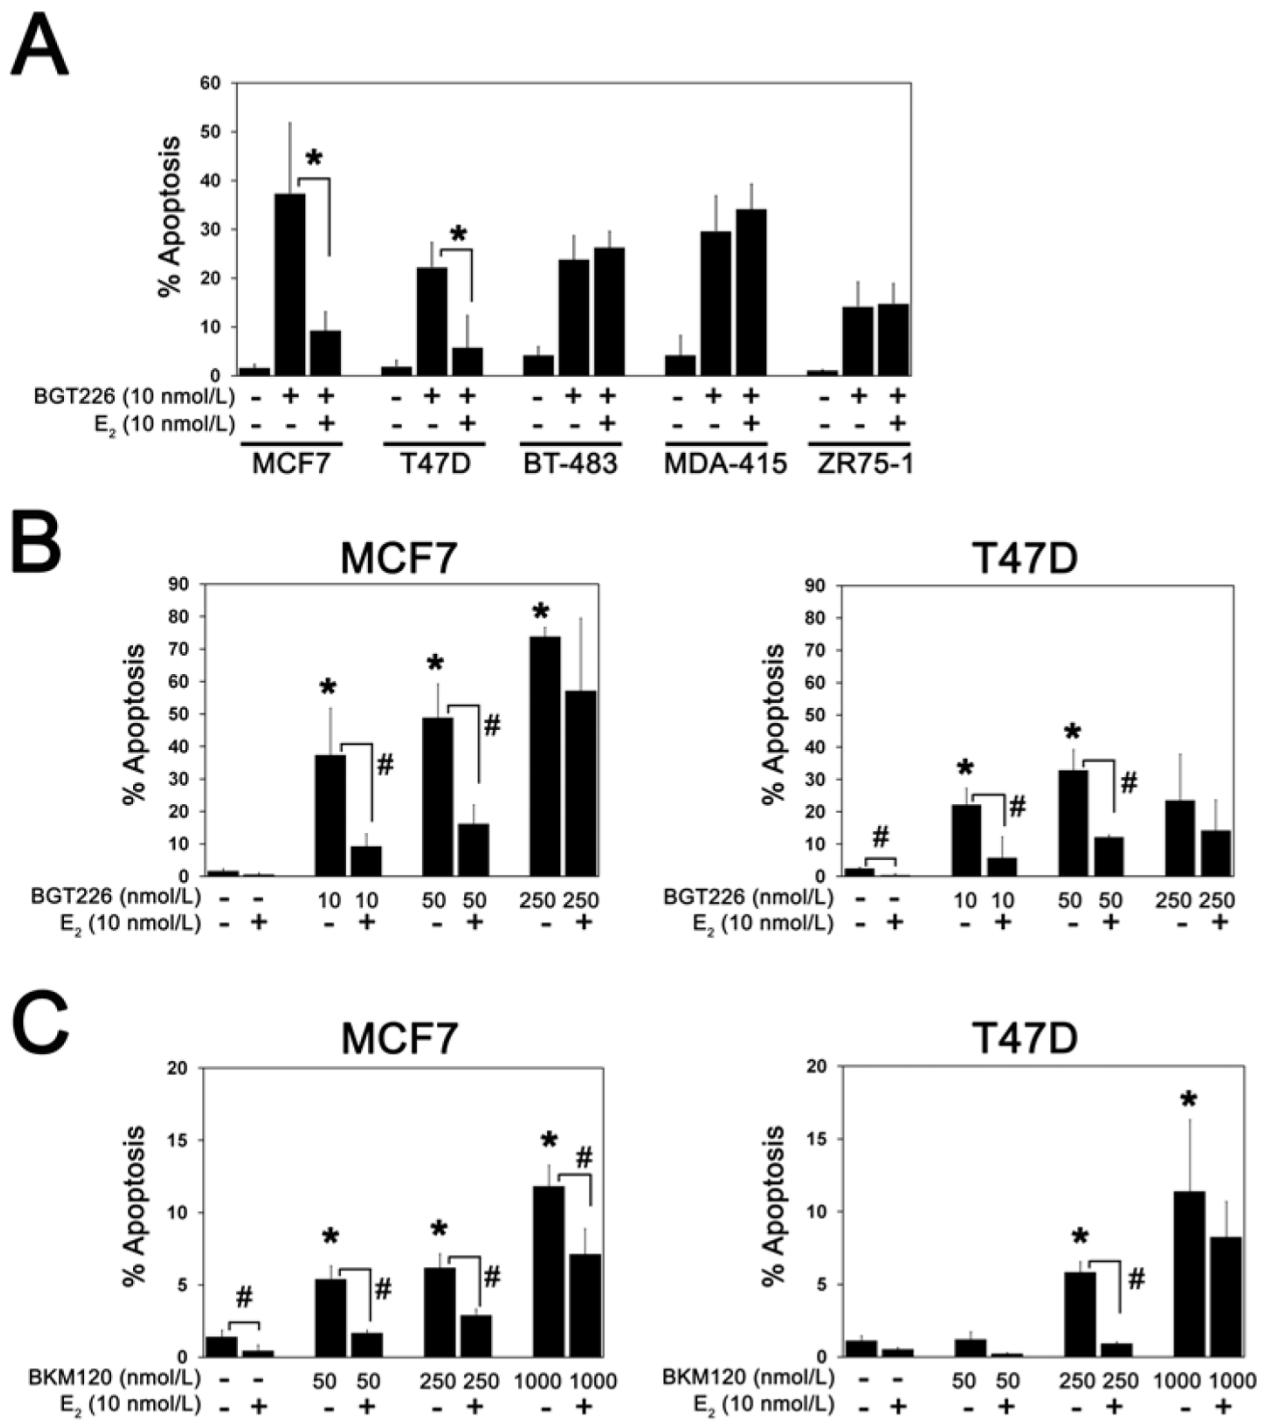 A
60
50
40
30
20
10
0
% Apoptosis
* *
BGT226 (10 nmol/L) - + + - + + - + + - + + - + +
E2 (10 nmol/L) - - + - - + - - + - - + - - +
MCF7 T47D BT-483 MDA-415 ZR75-1
B
MCF7 T47D
90
80
70
60
50
40
30
20
10
0
% Apoptosis
* # * # *
BGT226 (nmol/L) - - 10 10 50 50 250 250
E2 (10 nmol/L) - + - + - + - +
90
80
70
60
50
40
30
20
10
0
% Apoptosis
# * # * #
BGT226 (nmol/L) - - 10 10 50 50 250 250
E2 (10 nmol/L) - + - + - + - +
C
MCF7 T47D
20
15
10
5
0
% Apoptosis
# * # * # * #
BKM120 (nmol/L) - - 50 50 250 250 1000 1000
E2 (10 nmol/L) - + - + - + - +
20
15
10
5
0
% Apoptosis
* # *
BKM120 (nmol/L) - - 50 50 250 250 1000 1000
E2 (10 nmol/L) - + - + - + - +